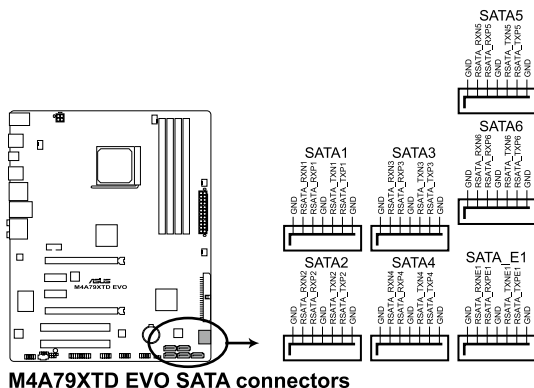 SATA5
GND
RSATA_RXN5
RSATA_RXP5
GND
RSATA_TXN5
RSATA_TXP5
GND
SATA6
GND
RSATA_RXN6
RSATA_RXP6
GND
RSATA_TXN6
RSATA_TXP6
GND
SATA1
GND
RSATA_RXN1
RSATA_RXP1
GND
RSATA_TXN1
RSATA_TXP1
GND
SATA3
GND
RSATA_RXN3
RSATA_RXP3
GND
RSATA_TXN3
RSATA_TXP3
GND
SATA2
GND
RSATA_RXN2
RSATA_RXP2
GND
RSATA_TXN2
RSATA_TXP2
GND
SATA4
GND
RSATA_RXN4
RSATA_RXP4
GND
RSATA_TXN4
RSATA_TXP4
GND
SATA_E1
GND
RSATA_RXNE1
RSATA_RXPE1
GND
RSATA_TXNE1
RSATA_TXPE1
GND
ASUS
M4A79XTD EVO
M4A79XTD EVO SATA connectors